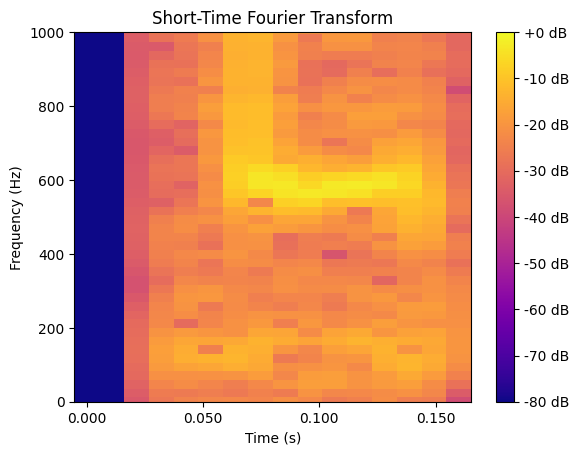 Short-Time Fourier Transform
1000
800
600
400
200
0
Frequency (Hz)
0.000
0.050
0.100
0.150
Time (s)
+0 dB
-10 dB
-20 dB
-30 dB
-40 dB
-50 dB
-60 dB
-70 dB
-80 dB